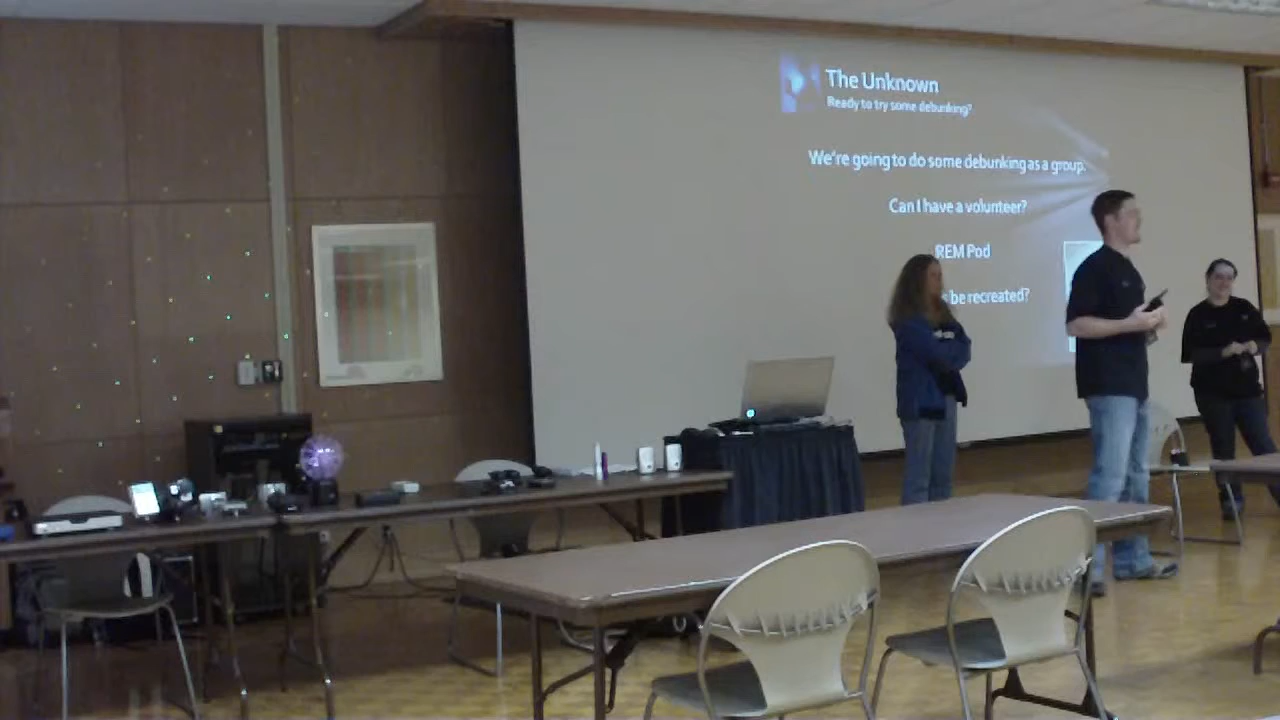 The Unknown
Ready to try some debunking?
We're going to do some debunking as a group.
Can I have a volunteer?
REM Pod
be recreated?